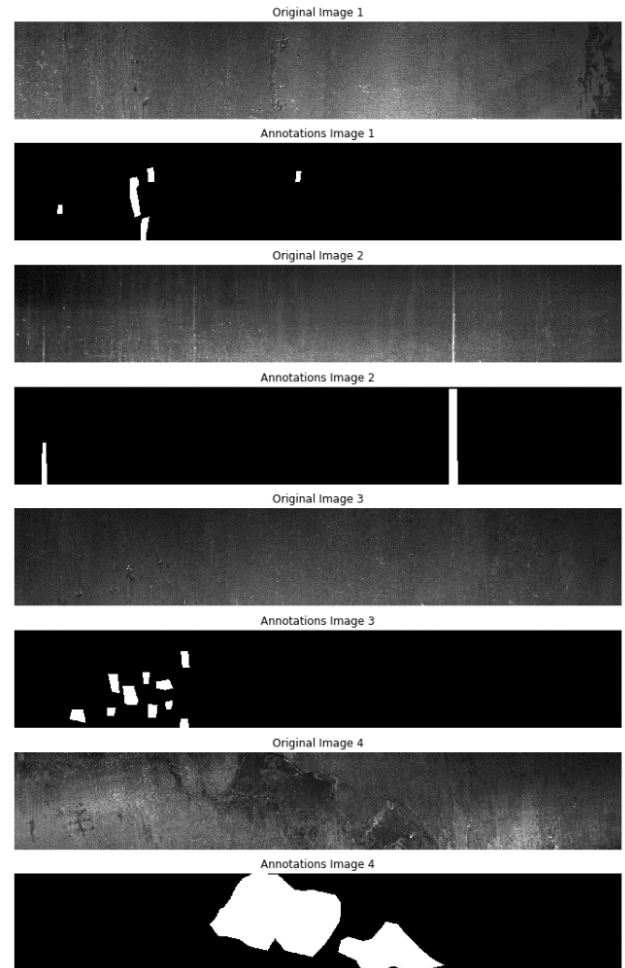 Original Image 1
Annotations Image 1
Original Image 2
Annotations Image 2
Original Image 3
Annotations Image 3
Original Image 4
Annotations Image 4